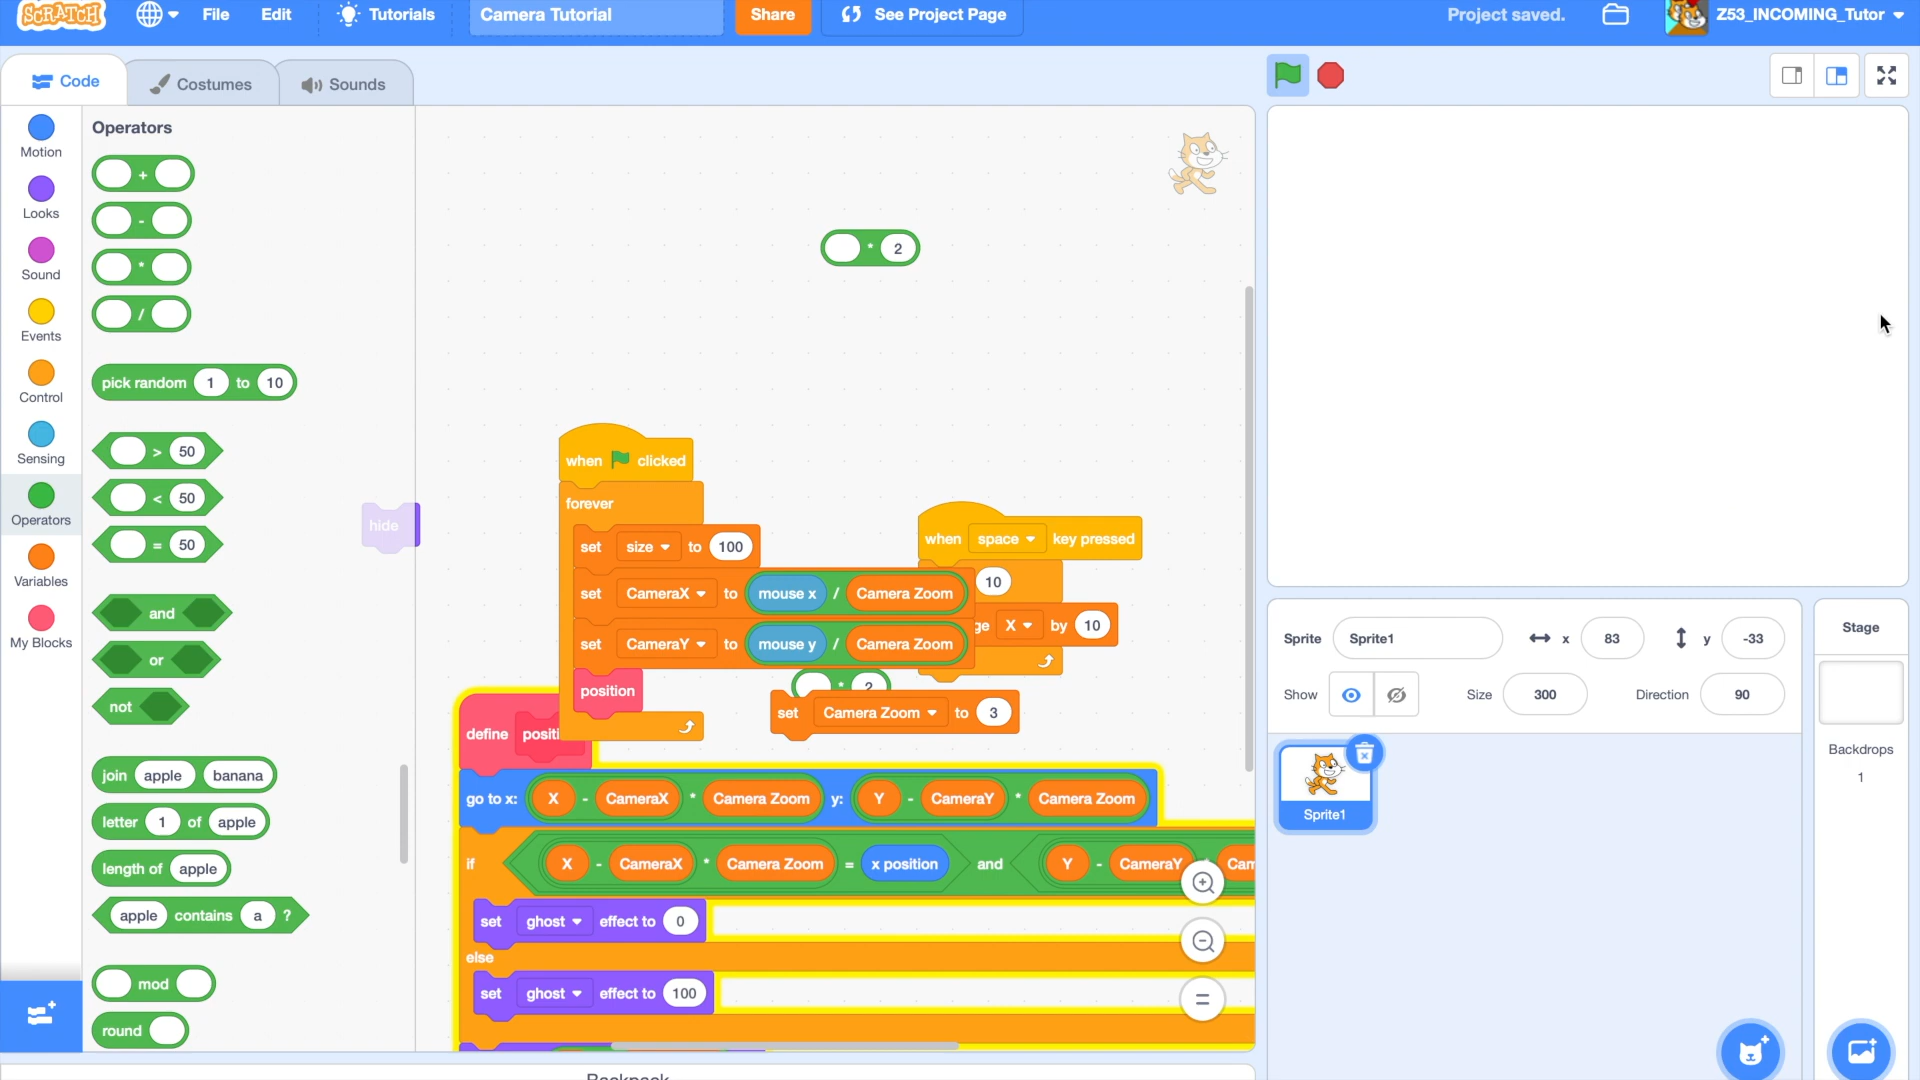 SCRATCH File Edit Tutorials Camera Tutorial Share See Project Page Project saved. Z53_INCOMING_Tutor
Code Costumes Sounds
Motion
Looks
Sound
Events
Control
Sensing
Operators
Variables
My Blocks
Operators
+
-
*
/
pick random 1 to 10
> 50
< 50
= 50
and
or
not
join apple banana
letter 1 of apple
length of apple
apple contains a ?
mod
round
hide
* 2
when clicked
forever
set size to 100
set CameraX to mouse x / Camera Zoom
set CameraY to mouse y / Camera Zoom
position
when space key pressed
10
ge X by 10
* 2
set Camera Zoom to 3
define positi
go to x: X - CameraX * Camera Zoom y: Y - CameraY * Camera Zoom
if X - CameraX * Camera Zoom = x position and Y - CameraY * Cam
set ghost effect to 0
else
set ghost effect to 100
=
Sprite Sprite1 x 83 y -33
Show Size 300 Direction 90
Sprite1
Stage
Backdrops
1
Backpack